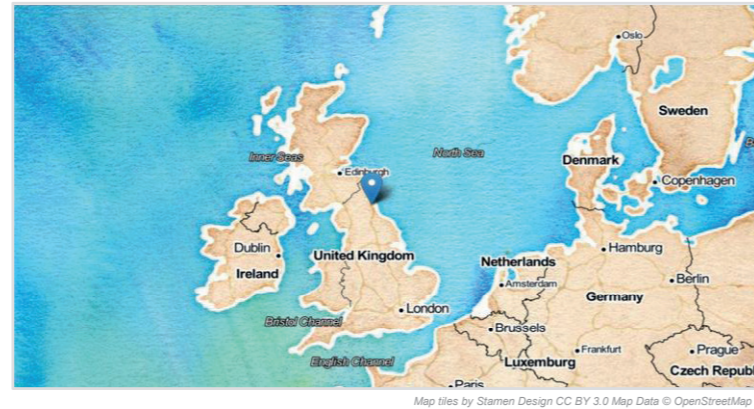 Oslo
Sweden
Inner Seas
North Sea
Denmark
Edinburgh
Copenhagen
Dublin
United Kingdom
Hamburg
Ireland
Netherlands
Berlin
Amsterdam
Germany
London
Bristol Channel
Brussels
English Channel
Luxemburg
Frankfurt
Prague
Czech Republ
Paris
Map tiles by Stamen Design CC BY 3.0 Map Data © OpenStreetMap